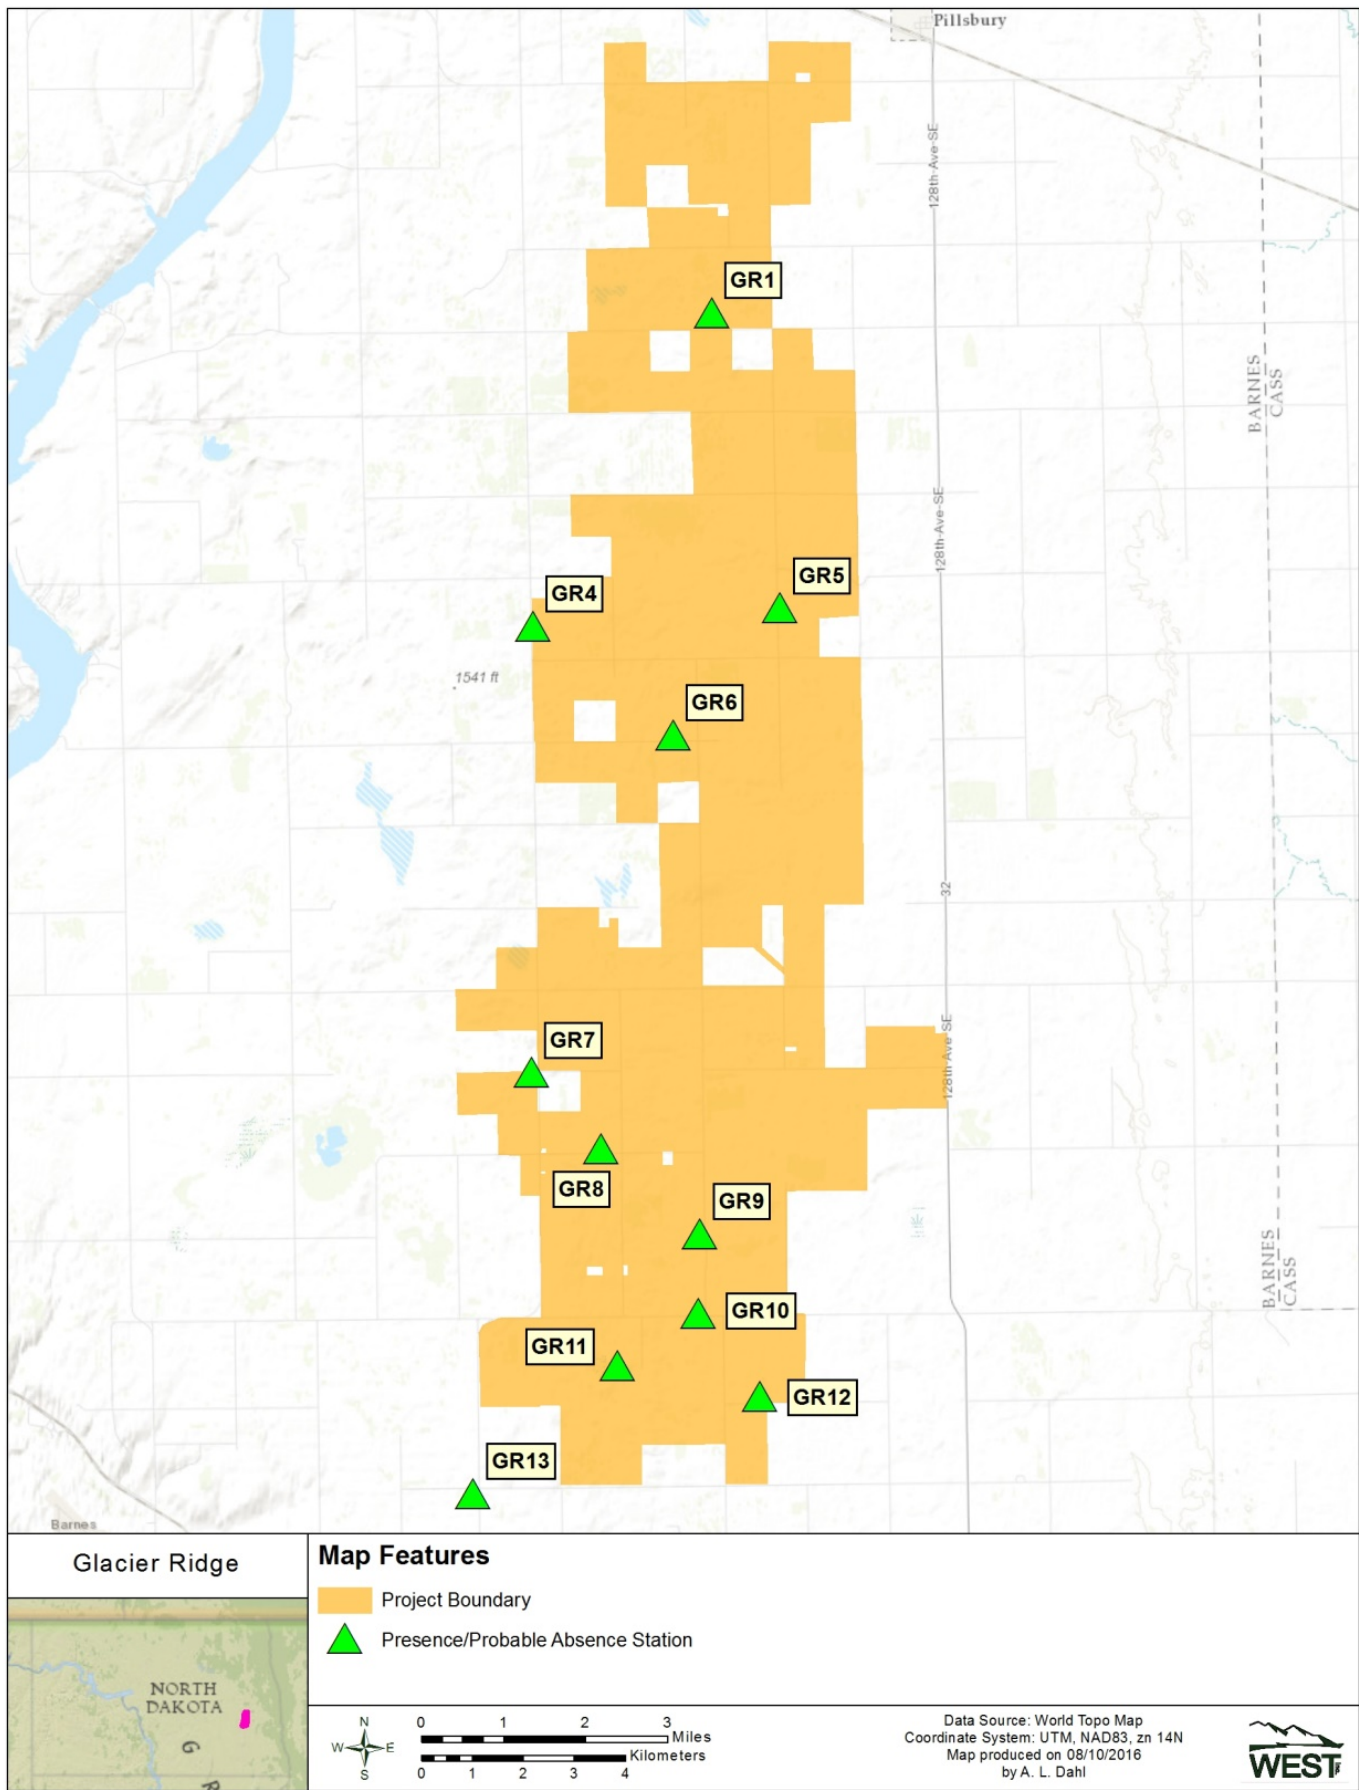 Pillsbury
128th Ave SE
GR1
BARNES
CASS
128th Ave SE
GR5
GR4
1541 ft
GR6
32
128th Ave SE
GR7
GR8
GR9
BARNES
CASS
GR10
GR11
GR12
GR13
Barnes
Glacier Ridge
NORTH
DAKOTA
G
R
Map Features
Project Boundary
Presence/Probable Absence Station
N
W E
S
0 1 2 3
Miles
Kilometers
0 1 2 3 4
Data Source: World Topo Map
Coordinate System: UTM, NAD83, zn 14N
Map produced on 08/10/2016
by A. L. Dahl
WEST